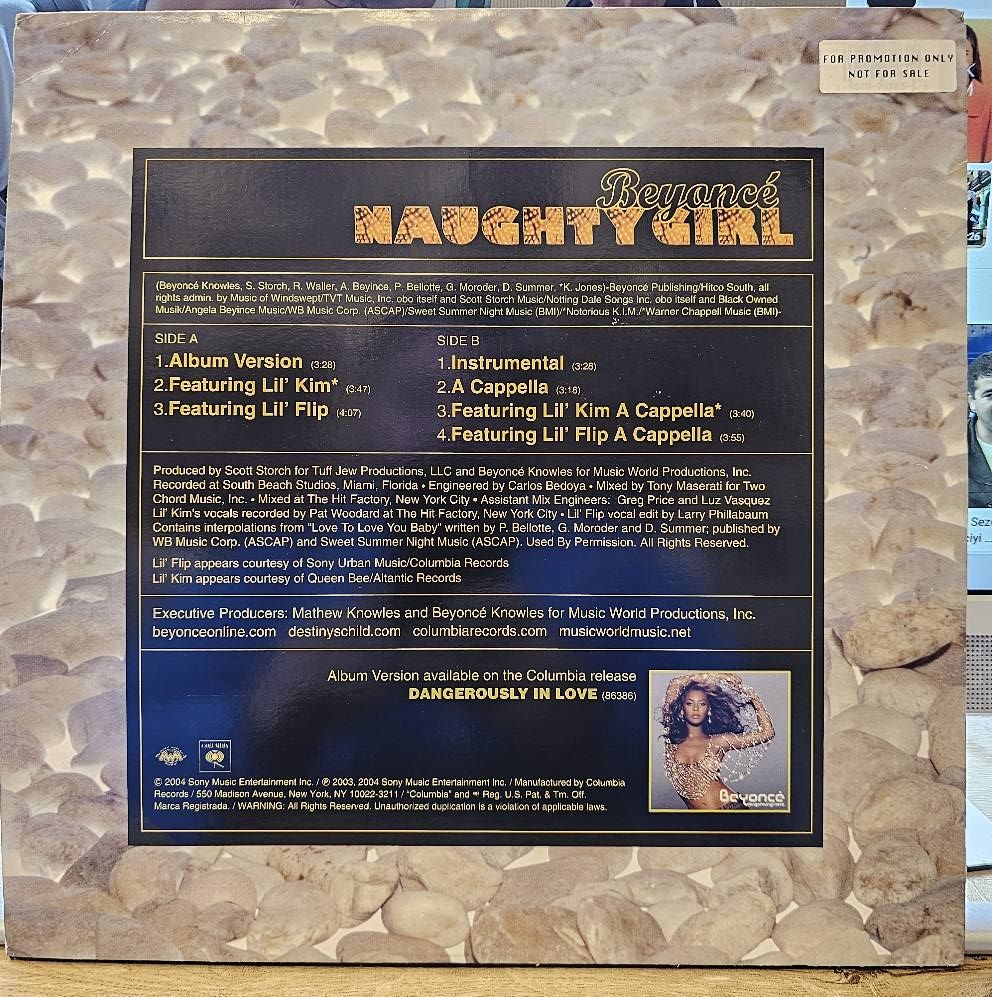 FOR PROMOTION ONLY
NOT FOR SALE
Beyoncé
NAUGHTY GIRL
(Beyoncé Knowles, S. Storch, R. Waller, A. Beyince, P. Bellotte, G. Moroder, D. Summer, *K. Jones)-Beyoncé Publishing/Hitco South, all
rights admin. by Music of Windswept/TVT Music, Inc. obo itself and Scott Storch Music/Notting Dale Songs Inc. obo itself and Black Owned
Musik/Angela Beyince Music/WB Music Corp. (ASCAP)/Sweet Summer Night Music (BMI)/*Notorious K.I.M./*Warner Chappell Music (BMI)-
SIDE A
1.Album Version (3:28)
2.Featuring Lil' Kim* (3:47)
3.Featuring Lil' Flip (4:07)
SIDE B
1.Instrumental (3:28)
2.A Cappella (3:18)
3.Featuring Lil' Kim A Cappella* (3:40)
4.Featuring Lil' Flip A Cappella (3:55)
Produced by Scott Storch for Tuff Jew Productions, LLC and Beyoncé Knowles for Music World Productions, Inc.
Recorded at South Beach Studios, Miami, Florida • Engineered by Carlos Bedoya • Mixed by Tony Maserati for Two
Chord Music, Inc. • Mixed at The Hit Factory, New York City • Assistant Mix Engineers: Greg Price and Luz Vasquez
Lil' Kim's vocals recorded by Pat Woodard at The Hit Factory, New York City • Lil' Flip vocal edit by Larry Phillabaum
Contains interpolations from "Love To Love You Baby" written by P. Bellotte, G. Moroder and D. Summer; published by
WB Music Corp. (ASCAP) and Sweet Summer Night Music (ASCAP). Used By Permission. All Rights Reserved.
Lil' Flip appears courtesy of Sony Urban Music/Columbia Records
Lil' Kim appears courtesy of Queen Bee/Altantic Records
Executive Producers: Mathew Knowles and Beyoncé Knowles for Music World Productions, Inc.
beyonceonline.com destinyschild.com columbiarecords.com musicworldmusic.net
Album Version available on the Columbia release
DANGEROUSLY IN LOVE (86386)
COLUMBIA
Beyoncé
© 2004 Sony Music Entertainment Inc. / ℗ 2003, 2004 Sony Music Entertainment Inc. / Manufactured by Columbia
Records / 550 Madison Avenue, New York, NY 10022-3211 / "Columbia" and Reg. U.S. Pat. & Tm. Off.
Marca Registrada. / WARNING: All Rights Reserved. Unauthorized duplication is a violation of applicable laws.